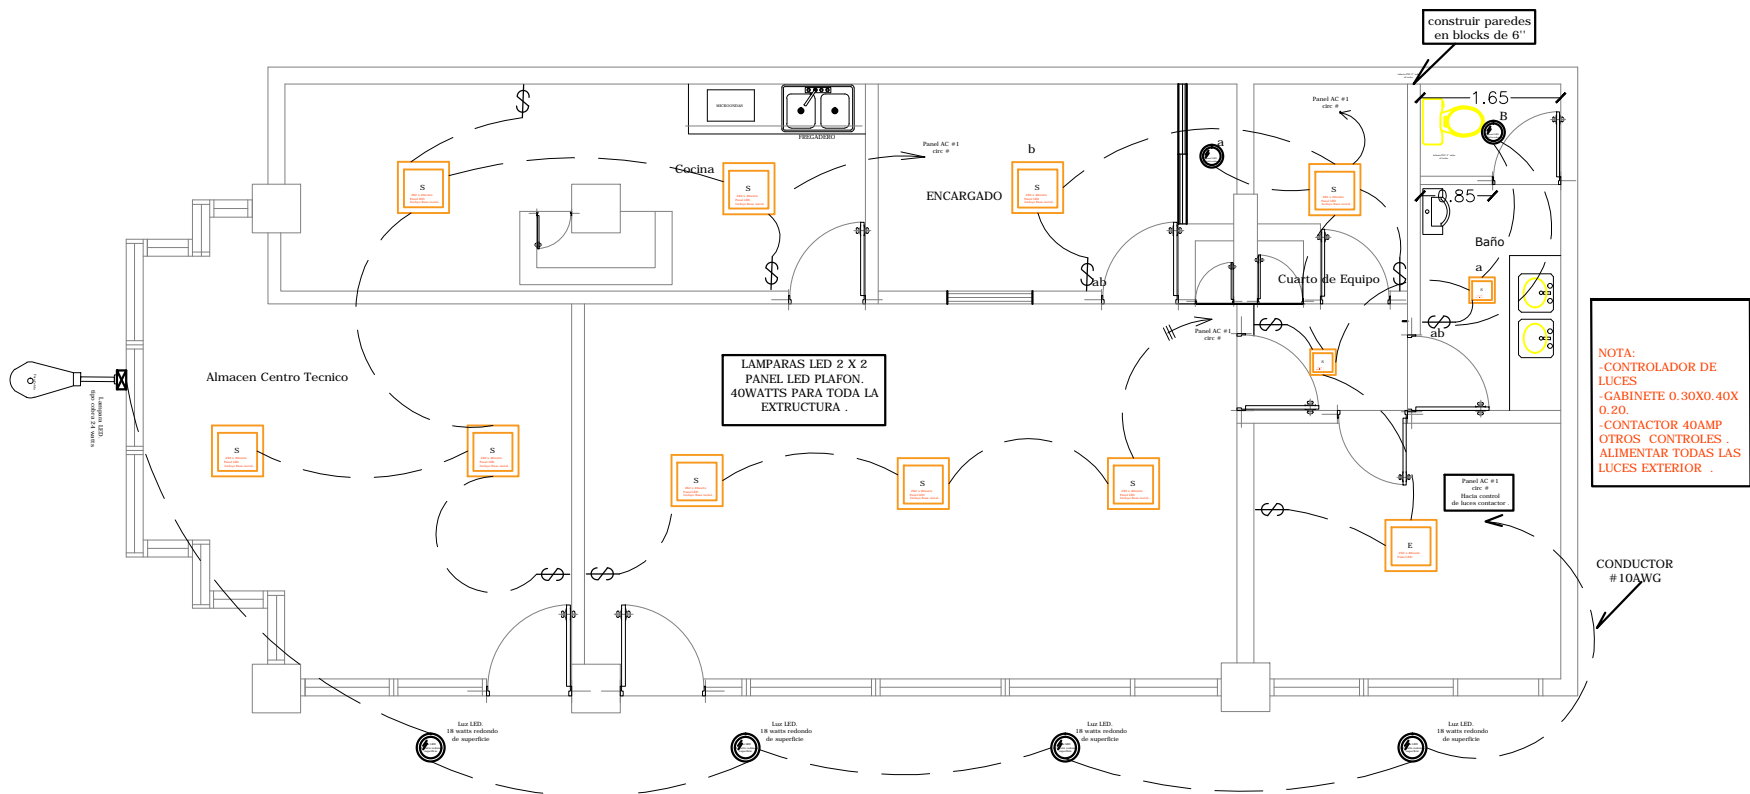 construir paredes
en blocks de 6''
1.65
MICROONDAS
FREGADERO
Panel AC #1
circ #
B
a
Panel AC #1
circ #
b
Cocina
S
S
ENCARGADO
S
S
0.85
Baño
a
ab
Cuarto de Equipo
S
ab
Panel AC #1
circ #
S
NOTA:
-CONTROLADOR DE
LUCES
-GABINETE 0.30X0.40X
0.20.
-CONTACTOR 40AMP
OTROS CONTROLES .
ALIMENTAR TODAS LAS
LUCES EXTERIOR .
LAMPARAS LED 2 X 2
PANEL LED PLAFON.
40WATTS PARA TODA LA
EXTRUCTURA .
Almacen Centro Tecnico
Lampara LED.
tipo cobra 24 watts
S
S
S
S
S
Panel AC #1
circ #
Hacia control
de luces contactor .
E
CONDUCTOR
#10AWG
Luz LED.
18 watts redondo
de superficie
Luz LED.
18 watts redondo
de superficie
Luz LED.
18 watts redondo
de superficie
Luz LED.
18 watts redondo
de superficie